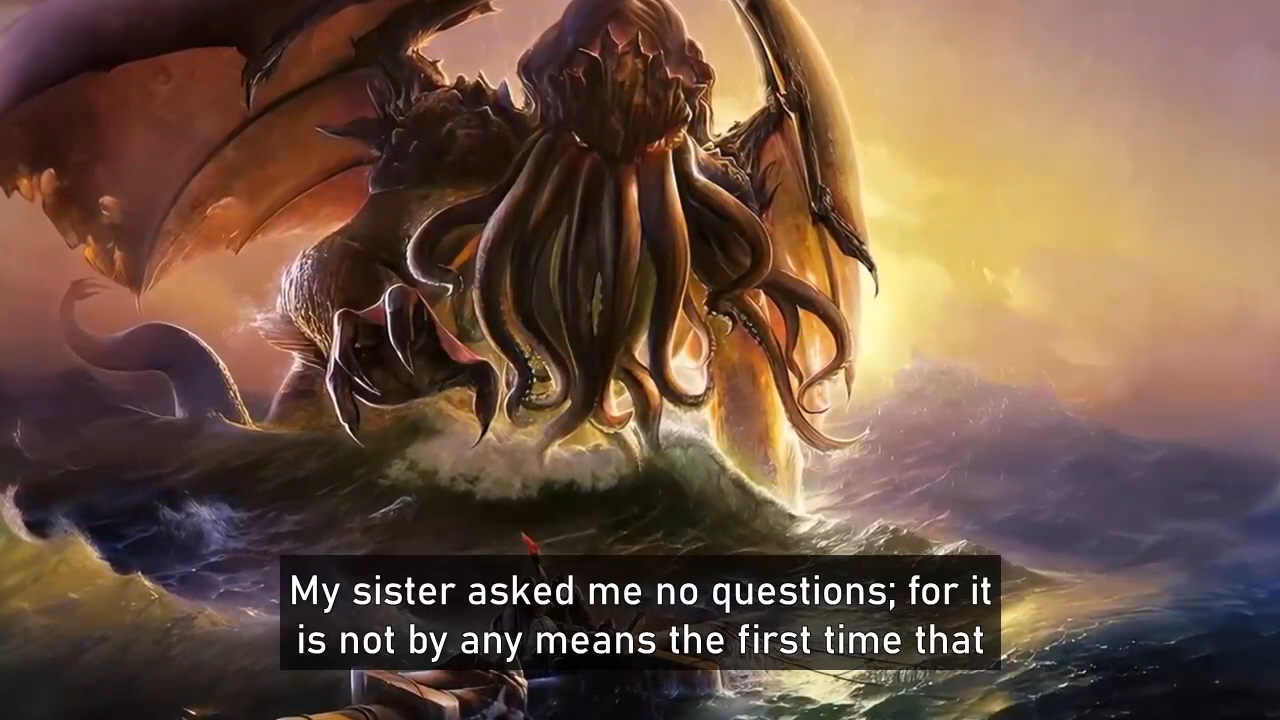 My sister asked me no questions; for it
is not by any means the first time that